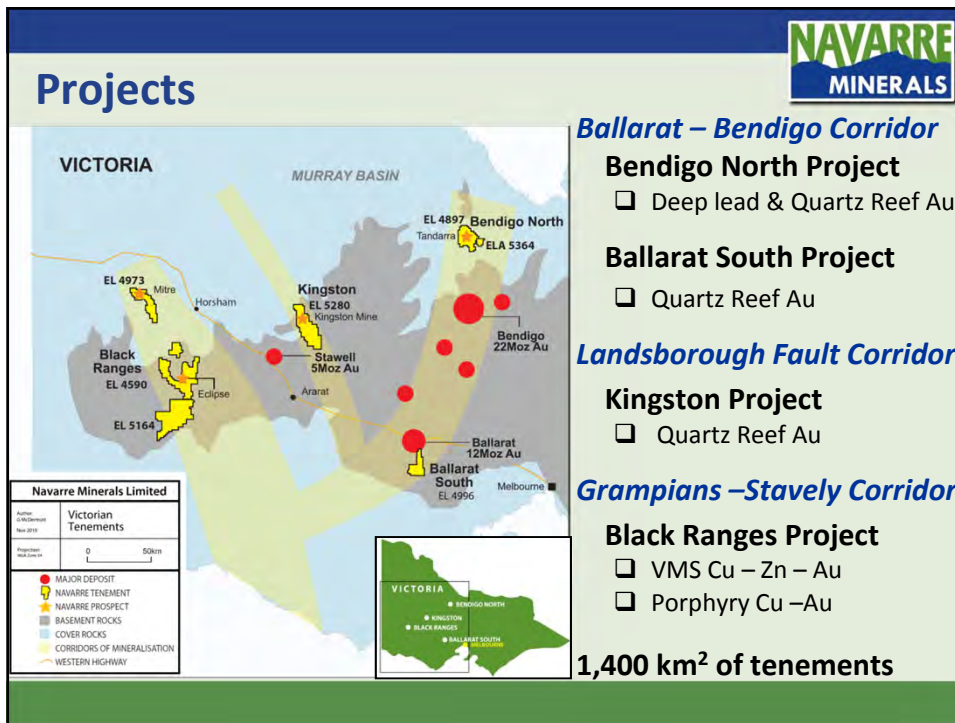 NAVARRE
MINERALS
Projects
VICTORIA
MURRAY BASIN
EL 4897 Bendigo North
Tandarra
ELA 5364
EL 4973
Mitre
Horsham
Kingston
EL 5280
Kingston Mine
Bendigo
22Moz Au
Stawell
5Moz Au
Black
Ranges
EL 4590
Eclipse
Ararat
EL 5164
Ballarat
12Moz Au
Ballarat
South
EL 4996
Melbourne
Navarre Minerals Limited
Author:
G McDermott
Nov 2010
Victorian
Tenements
Projection:
0 50km
MAJOR DEPOSIT
NAVARRE TENEMENT
NAVARRE PROSPECT
BASEMENT ROCKS
COVER ROCKS
CORRIDORS OF MINERALISATION
WESTERN HIGHWAY
VICTORIA
BENDIGO NORTH
KINGSTON
BLACK RANGES
BALLARAT SOUTH
MELBOURNE
Ballarat – Bendigo Corridor
Bendigo North Project
Deep lead & Quartz Reef Au
Ballarat South Project
Quartz Reef Au
Landsborough Fault Corridor
Kingston Project
Quartz Reef Au
Grampians –Stavely Corridor
Black Ranges Project
VMS Cu – Zn – Au
Porphyry Cu –Au
1,400 km² of tenements